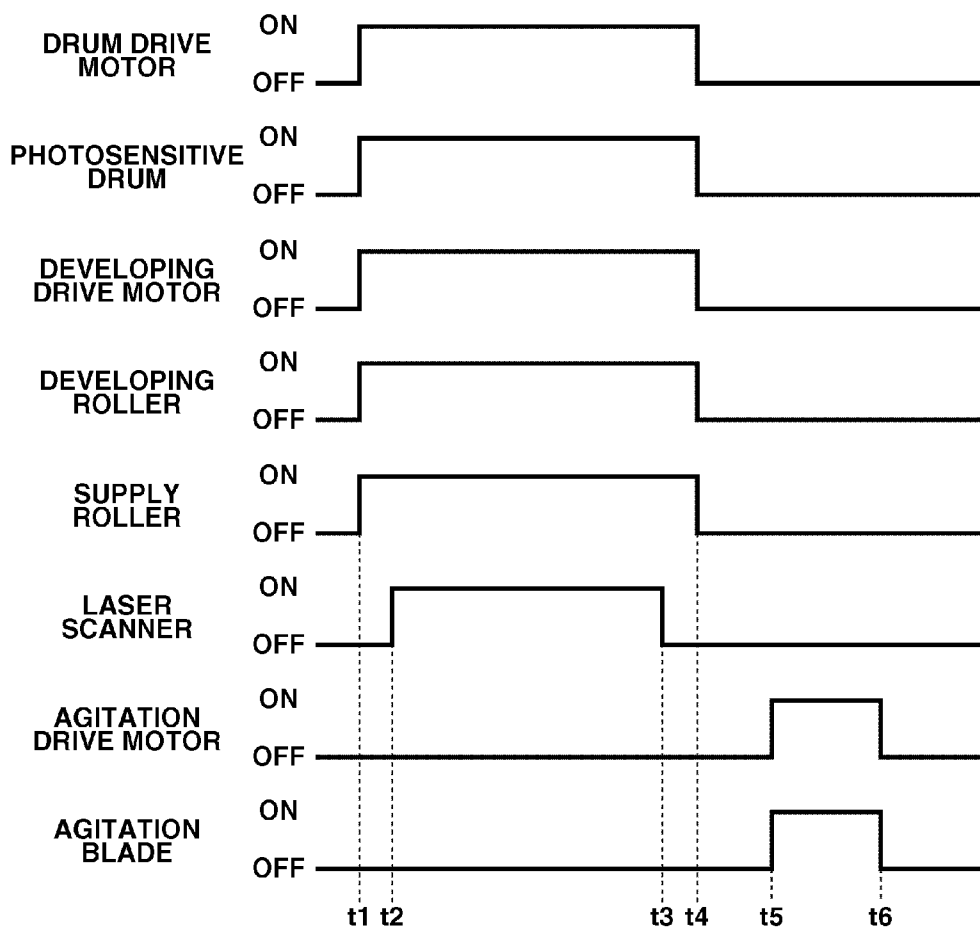 DRUM DRIVE
MOTOR
ON
OFF
PHOTOSENSITIVE
DRUM
ON
OFF
DEVELOPING
DRIVE MOTOR
ON
OFF
DEVELOPING
ROLLER
ON
OFF
SUPPLY
ROLLER
ON
OFF
LASER
SCANNER
ON
OFF
AGITATION
DRIVE MOTOR
ON
OFF
AGITATION
BLADE
ON
OFF
t1 t2 t3 t4 t5 t6